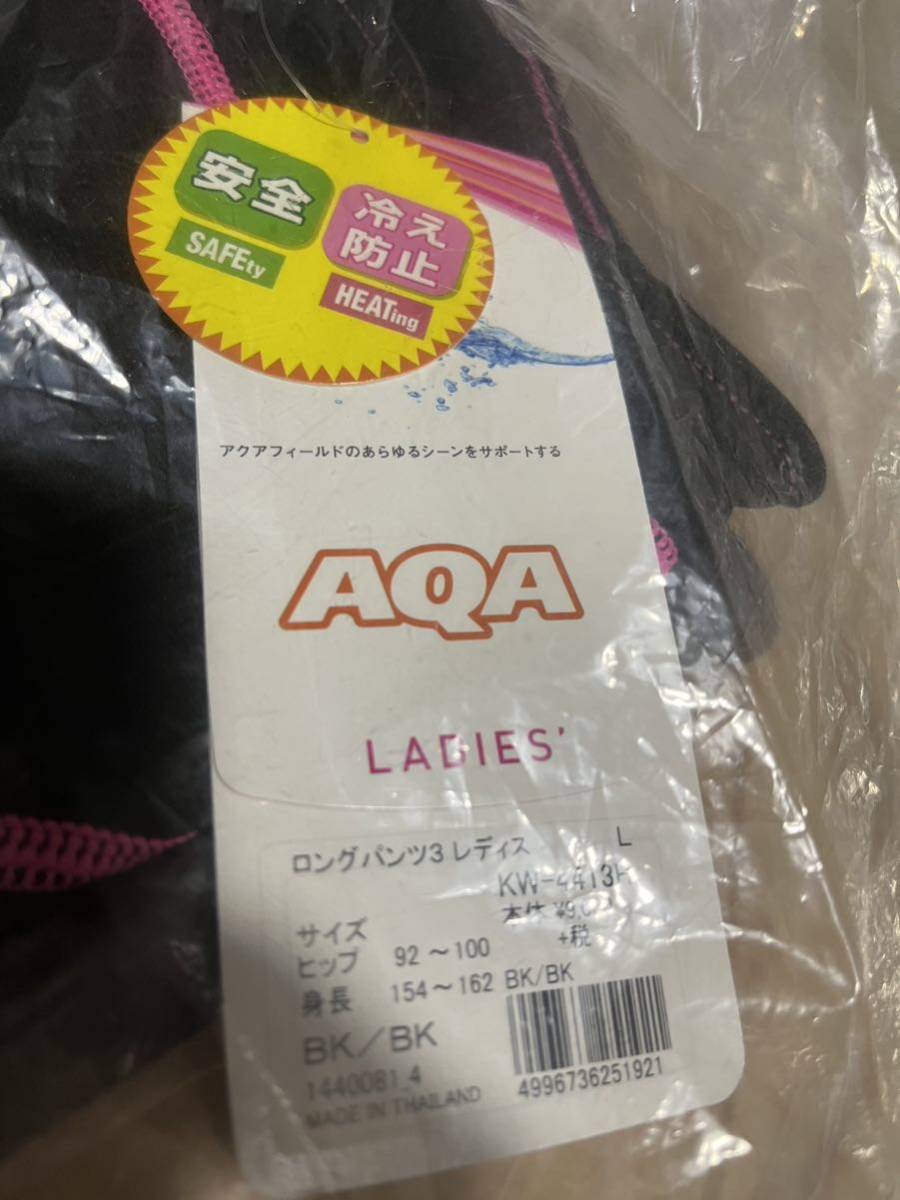 安全
SAFEty
冷え
防止
HEATing
アクアフィールドのあらゆるシーンをサポートする
AQA
LADIES'
ロングパンツ3 レディス L
本体
+税
サイズ
ヒップ 92～100
身長 154～162 BK/BK
BK/BK
1440081.4
4996736251921
MADE IN THAILAND